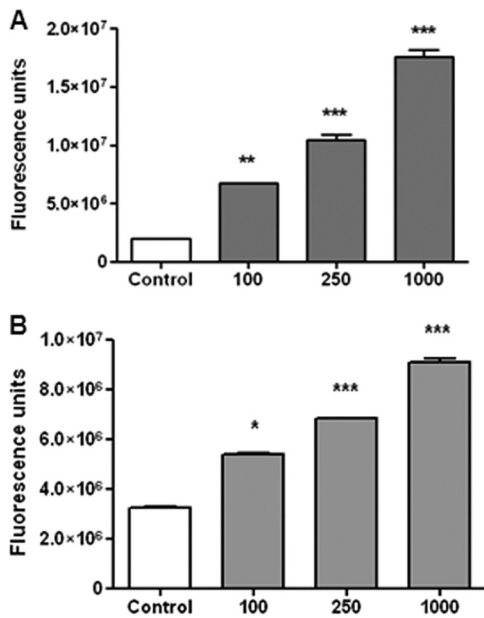 A
Fluorescence units
2.0×10⁷
1.5×10⁷
1.0×10⁷
5.0×10⁶
0
**
***
***
Control 100 250 1000
B
Fluorescence units
1.0×10⁷
8.0×10⁶
6.0×10⁶
4.0×10⁶
2.0×10⁶
0
*
***
***
Control 100 250 1000